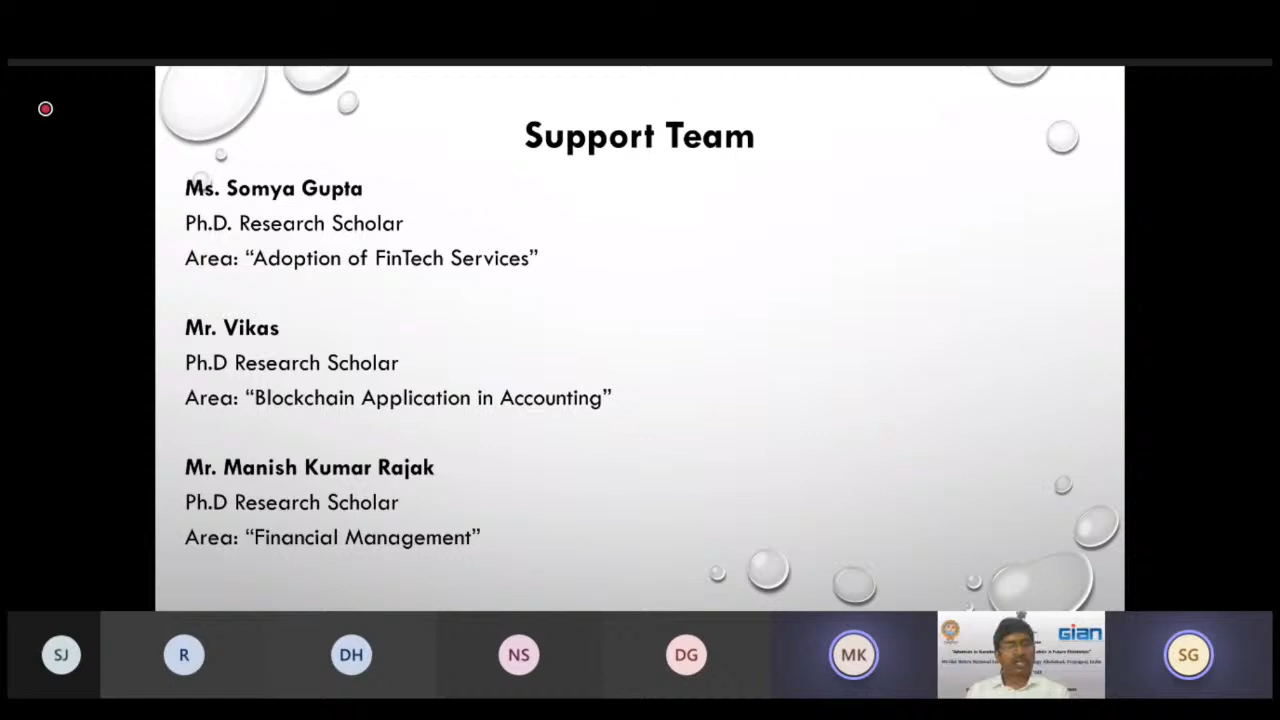 Support Team
Ms. Somya Gupta
Ph.D. Research Scholar
Area: “Adoption of FinTech Services”
Mr. Vikas
Ph.D Research Scholar
Area: “Blockchain Application in Accounting”
Mr. Manish Kumar Rajak
Ph.D Research Scholar
Area: “Financial Management”
SJ
R
DH
NS
DG
MK
GIAN
SG